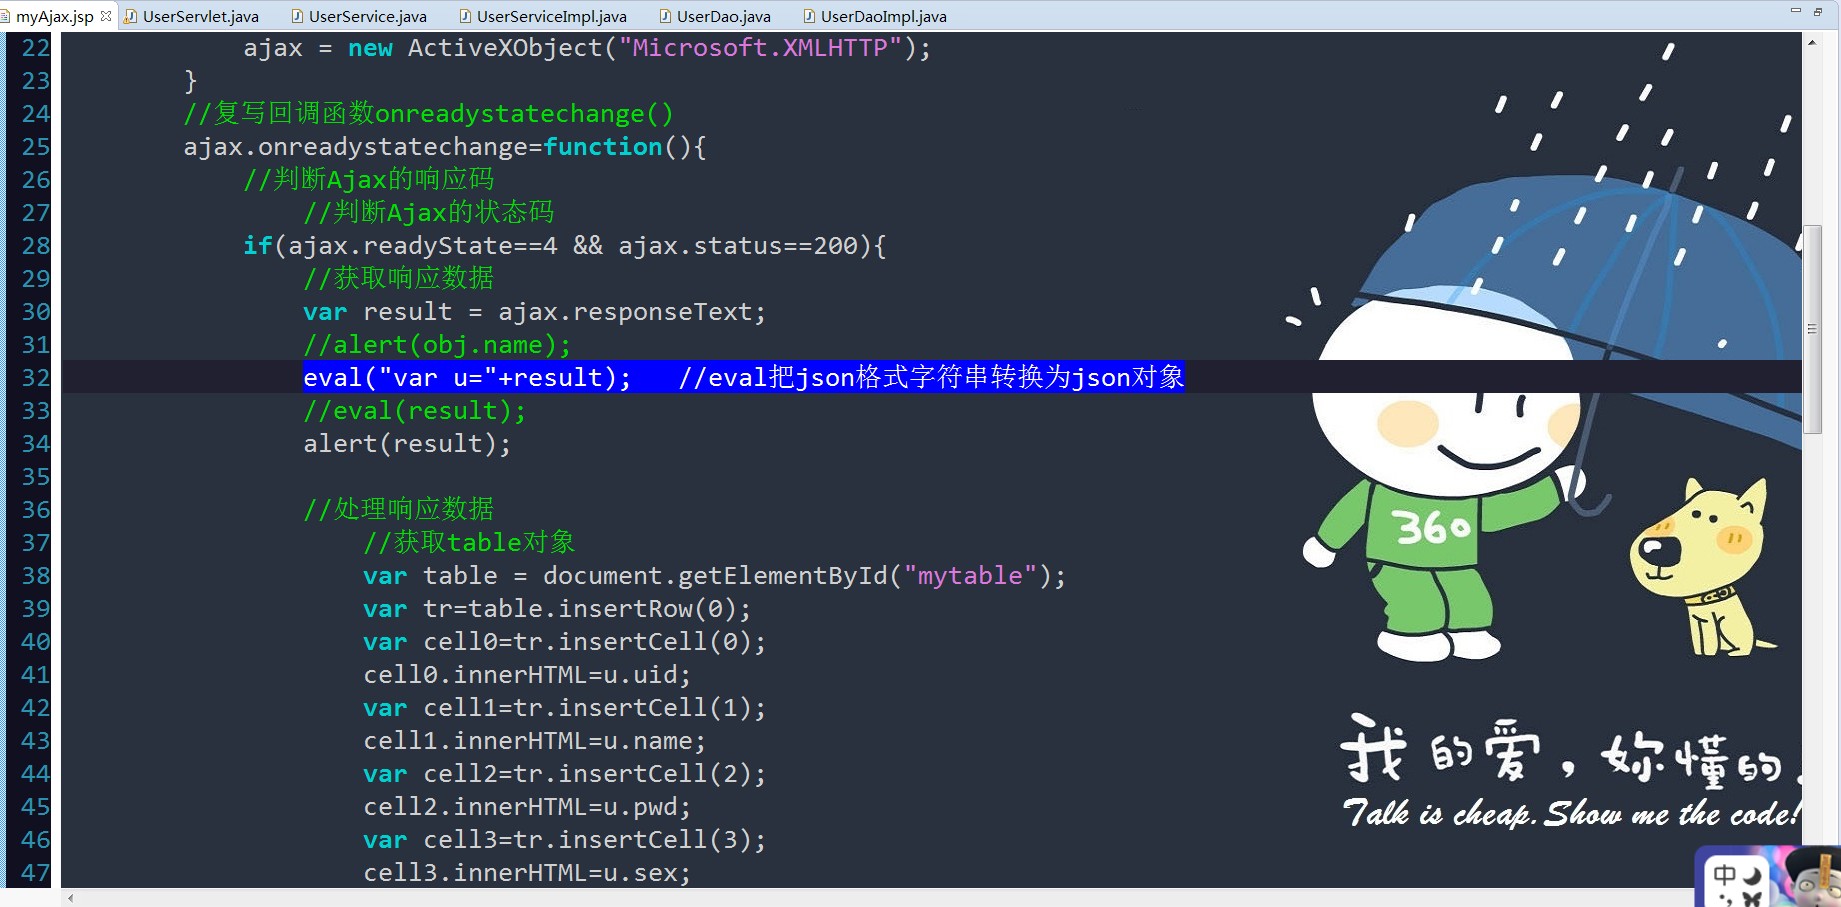 myAjax.jsp UserServlet.java UserService.java UserServiceImpl.java UserDao.java UserDaoImpl.java
22 ajax = new ActiveXObject("Microsoft.XMLHTTP");
23 }
24 //复写回调函数onreadystatechange()
25 ajax.onreadystatechange=function(){
26 //判断Ajax的响应码
27 //判断Ajax的状态码
28 if(ajax.readyState==4 && ajax.status==200){
29 //获取响应数据
30 var result = ajax.responseText;
31 //alert(obj.name);
32 eval("var u="+result); //eval把json格式字符串转换为json对象
33 //eval(result);
34 alert(result);
35
36 //处理响应数据
37 //获取table对象
38 var table = document.getElementById("mytable");
39 var tr=table.insertRow(0);
40 var cell0=tr.insertCell(0);
41 cell0.innerHTML=u.uid;
42 var cell1=tr.insertCell(1);
43 cell1.innerHTML=u.name;
44 var cell2=tr.insertCell(2);
45 cell2.innerHTML=u.pwd;
46 var cell3=tr.insertCell(3);
47 cell3.innerHTML=u.sex;
360
我的爱，妳懂的.
Talk is cheap. Show me the code!
中